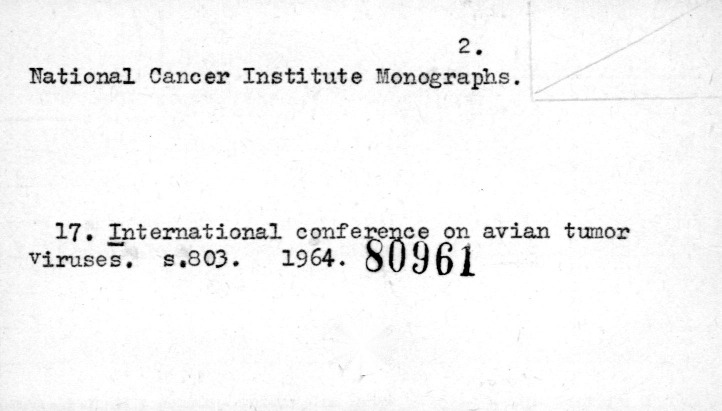 2.
National Cancer Institute Monographs.
17. International conference on avian tumor
viruses. s.803. 1964. 80961